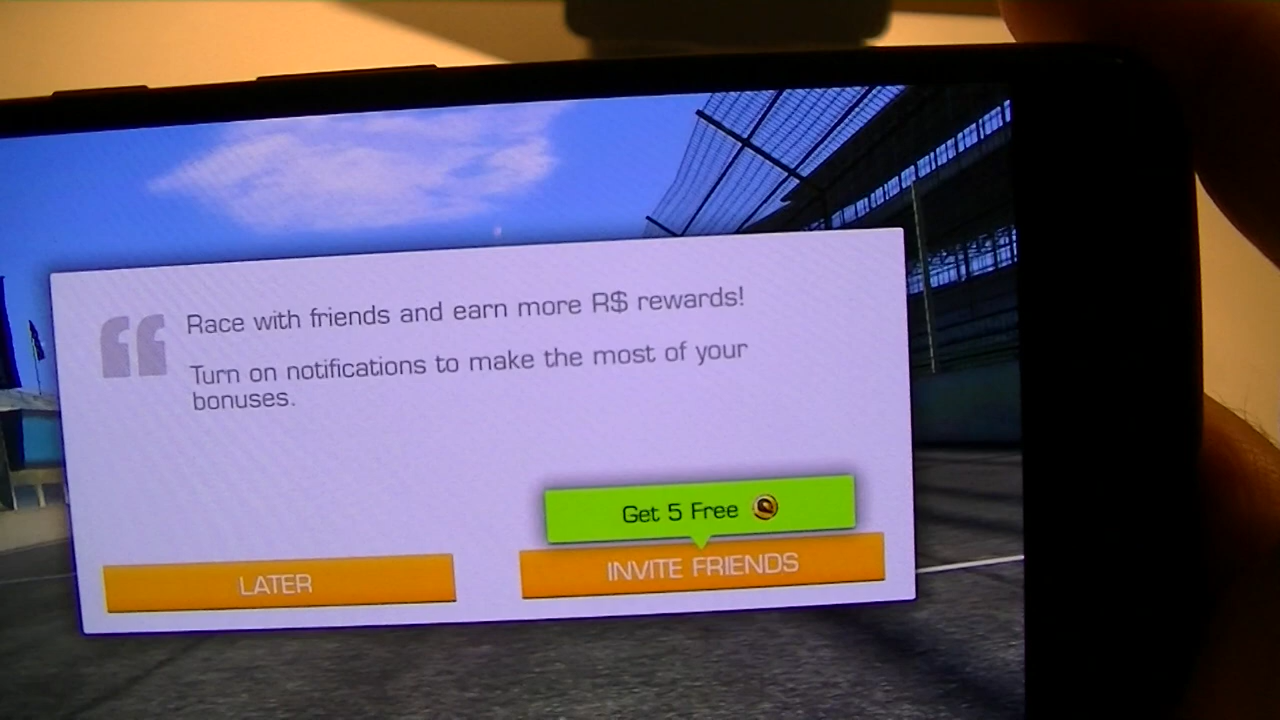 Race with friends and earn more R$ rewards!
Turn on notifications to make the most of your
bonuses.
Get 5 Free
LATER
INVITE FRIENDS